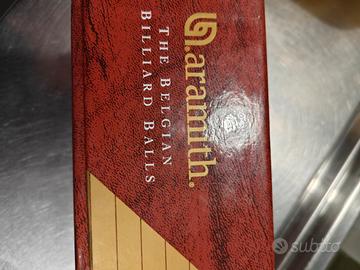 aramith.
THE BELGIAN
BILLIARD BALLS
subito